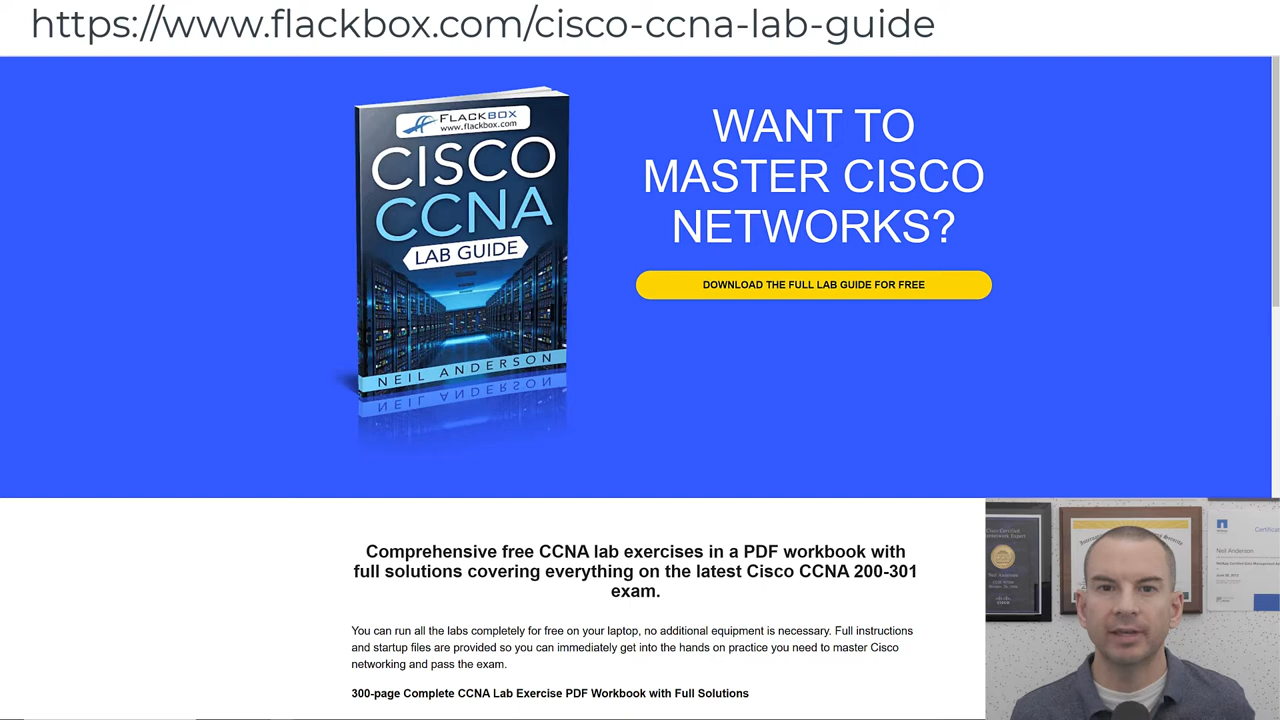 https://www.flackbox.com/cisco-ccna-lab-guide
FLACKBOX
www.flackbox.com
CISCO
CCNA
LAB GUIDE
NEIL ANDERSON
WANT TO
MASTER CISCO
NETWORKS?
DOWNLOAD THE FULL LAB GUIDE FOR FREE
Comprehensive free CCNA lab exercises in a PDF workbook with
full solutions covering everything on the latest Cisco CCNA 200-301
exam.
You can run all the labs completely for free on your laptop, no additional equipment is necessary. Full instructions
and startup files are provided so you can immediately get into the hands on practice you need to master Cisco
networking and pass the exam.
300-page Complete CCNA Lab Exercise PDF Workbook with Full Solutions
Neil Anderson